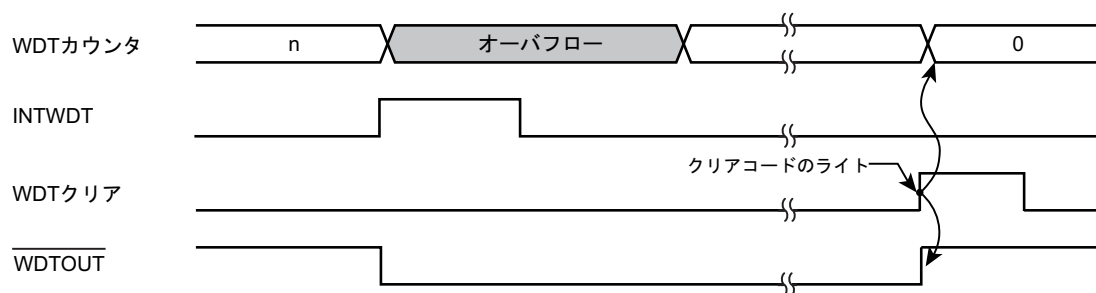 WDTカウンタ n オーバフロー 0
INTWDT
クリアコードのライト
WDTクリア
WDTOUT